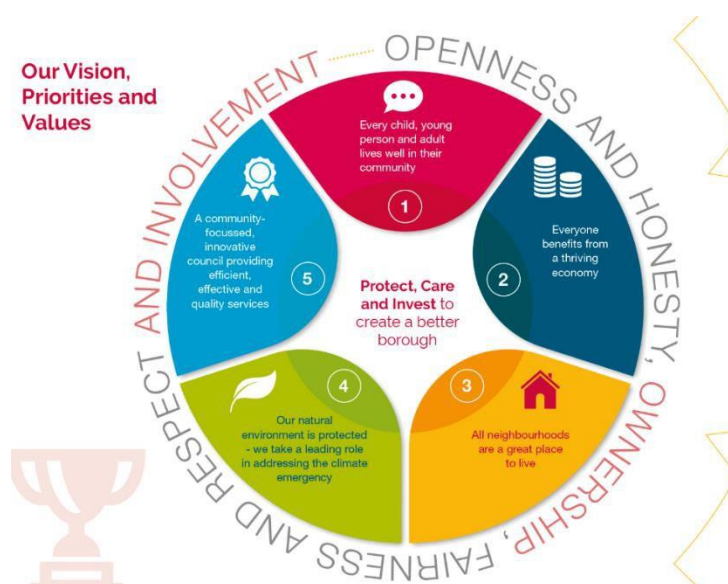 Our Vision,
Priorities and
Values
OPENNESS AND HONESTY, OWNERSHIP, FAIRNESS AND RESPECT AND INVOLVEMENT
Every child, young
person and adult
lives well in their
community
1
Everyone
benefits from
a thriving
economy
2
All neighbourhoods
are a great place
to live
3
Our natural
environment is protected
- we take a leading role
in addressing the climate
emergency
4
A community-
focussed,
innovative
council providing
efficient,
effective and
quality services
5
Protect, Care
and Invest to
create a better
borough